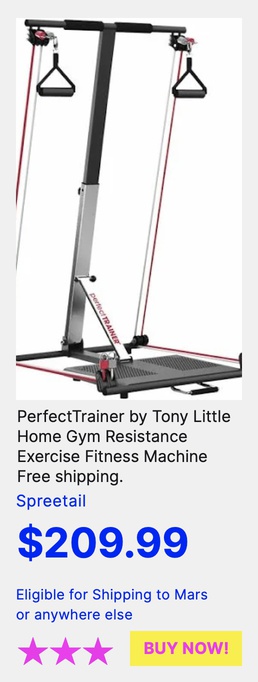 perfectTRAINER
PerfectTrainer by Tony Little
Home Gym Resistance
Exercise Fitness Machine
Free shipping.
Spreetail
$209.99
Eligible for Shipping to Mars
or anywhere else
BUY NOW!